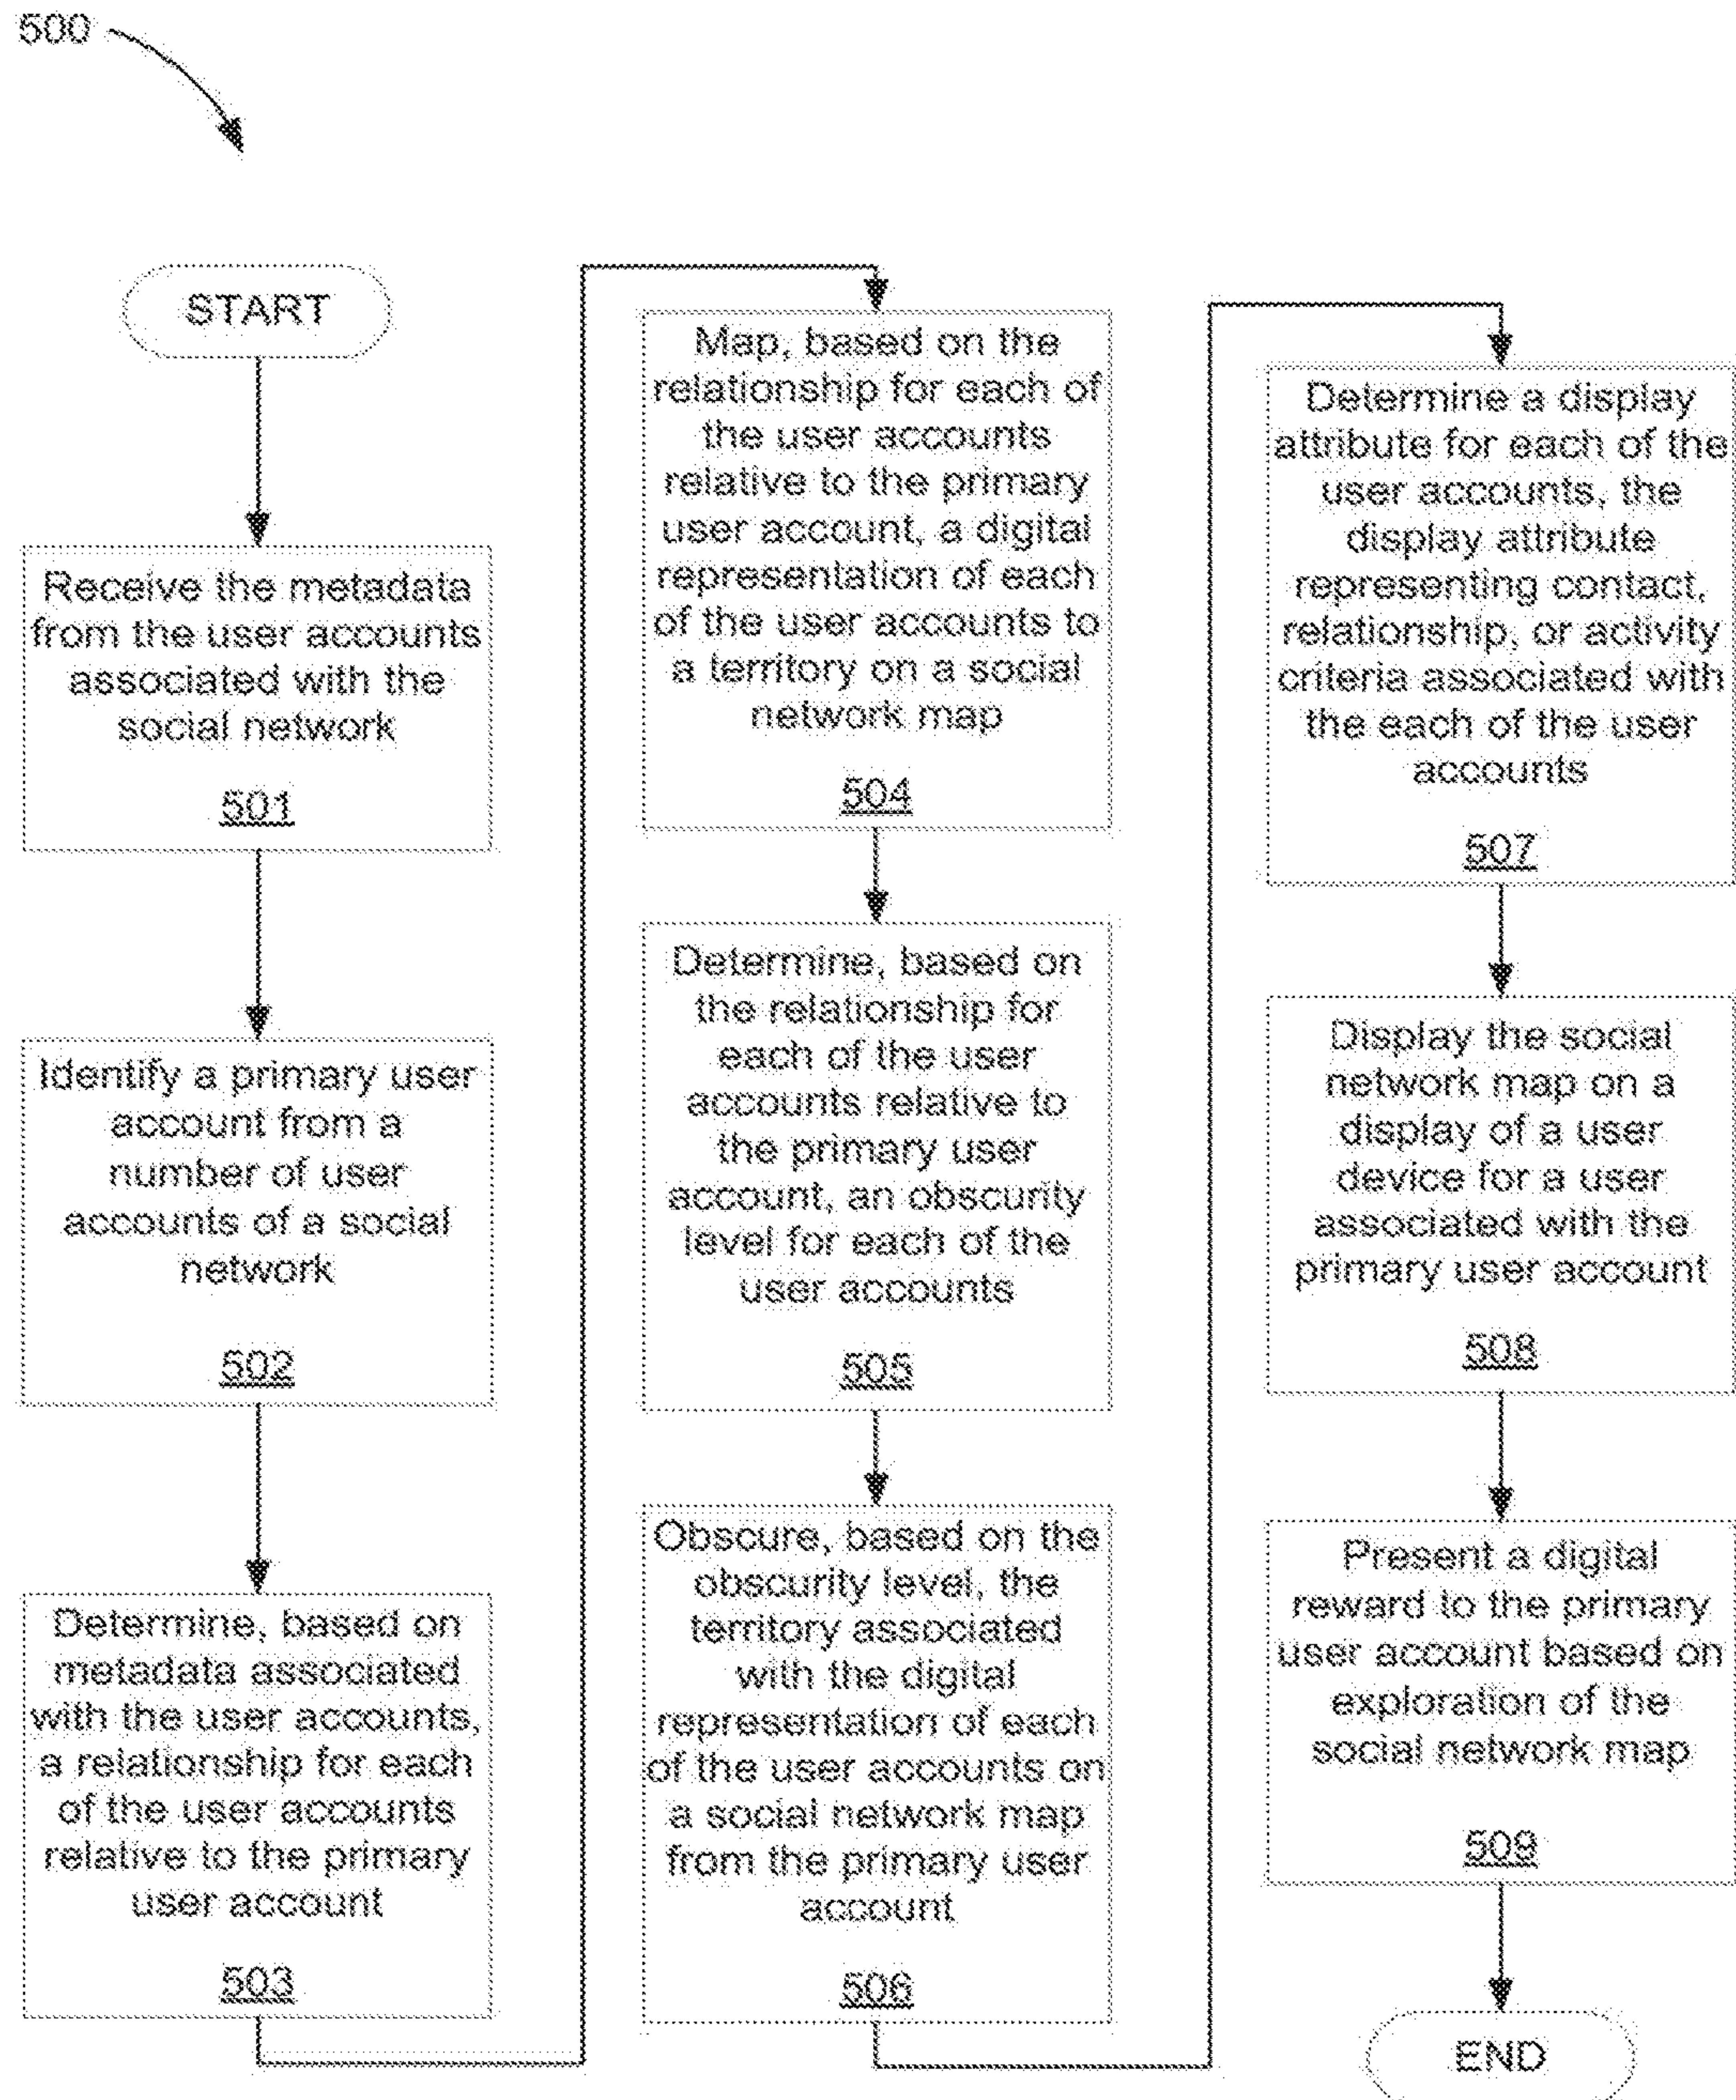 500
START
Receive the metadata
from the user accounts
associated with the
social network
501
Identify a primary user
account from a
number of user
accounts of a social
network
502
Determine, based on
metadata associated
with the user accounts,
a relationship for each
of the user accounts
relative to the primary
user account
503
Map, based on the
relationship for each of
the user accounts
relative to the primary
user account, a digital
representation of each
of the user accounts to
a territory on a social
network map
504
Determine, based on
the relationship for
each of the user
accounts relative to
the primary user
account, an obscurity
level for each of the
user accounts
505
Obscure, based on the
obscurity level, the
territory associated
with the digital
representation of each
of the user accounts on
a social network map
from the primary user
account
506
Determine a display
attribute for each of the
user accounts, the
display attribute
representing contact,
relationship, or activity
criteria associated with
the each of the user
accounts
507
Display the social
network map on a
display of a user
device for a user
associated with the
primary user account
508
Present a digital
reward to the primary
user account based on
exploration of the
social network map
509
END